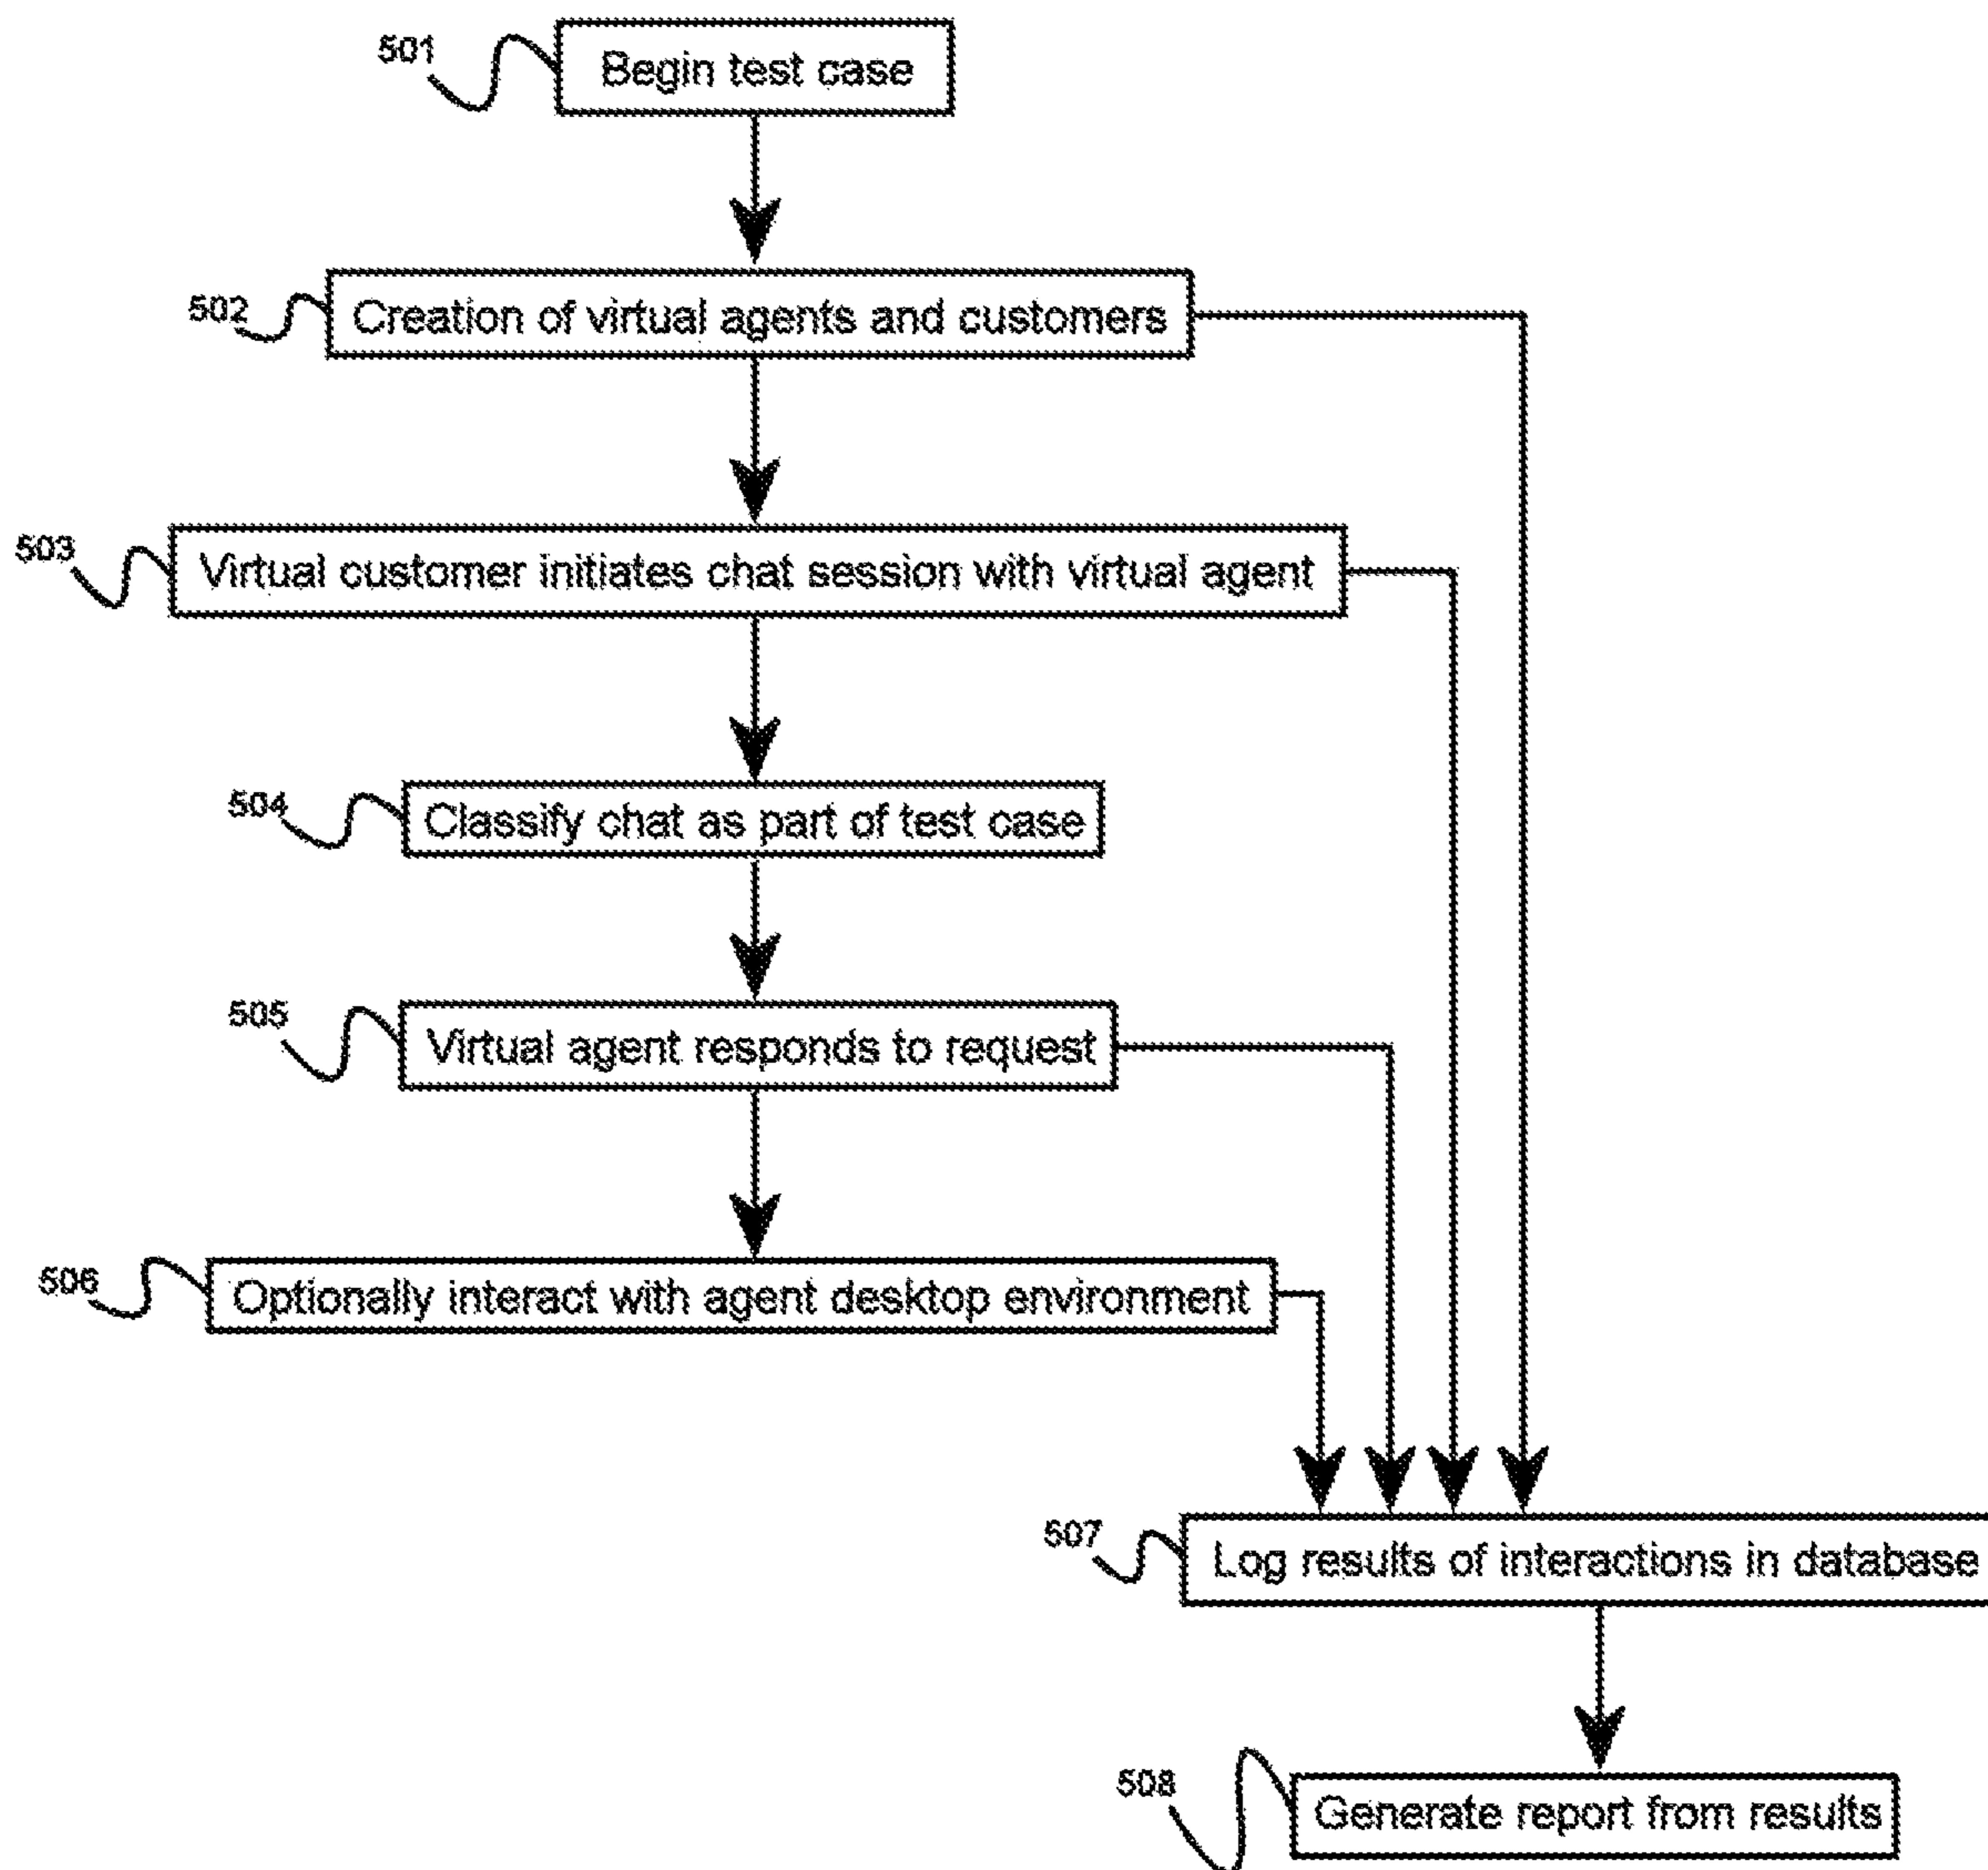 501
Begin test case
502
Creation of virtual agents and customers
503
Virtual customer initiates chat session with virtual agent
504
Classify chat as part of test case
505
Virtual agent responds to request
506
Optionally interact with agent desktop environment
507
Log results of interactions in database
508
Generate report from results